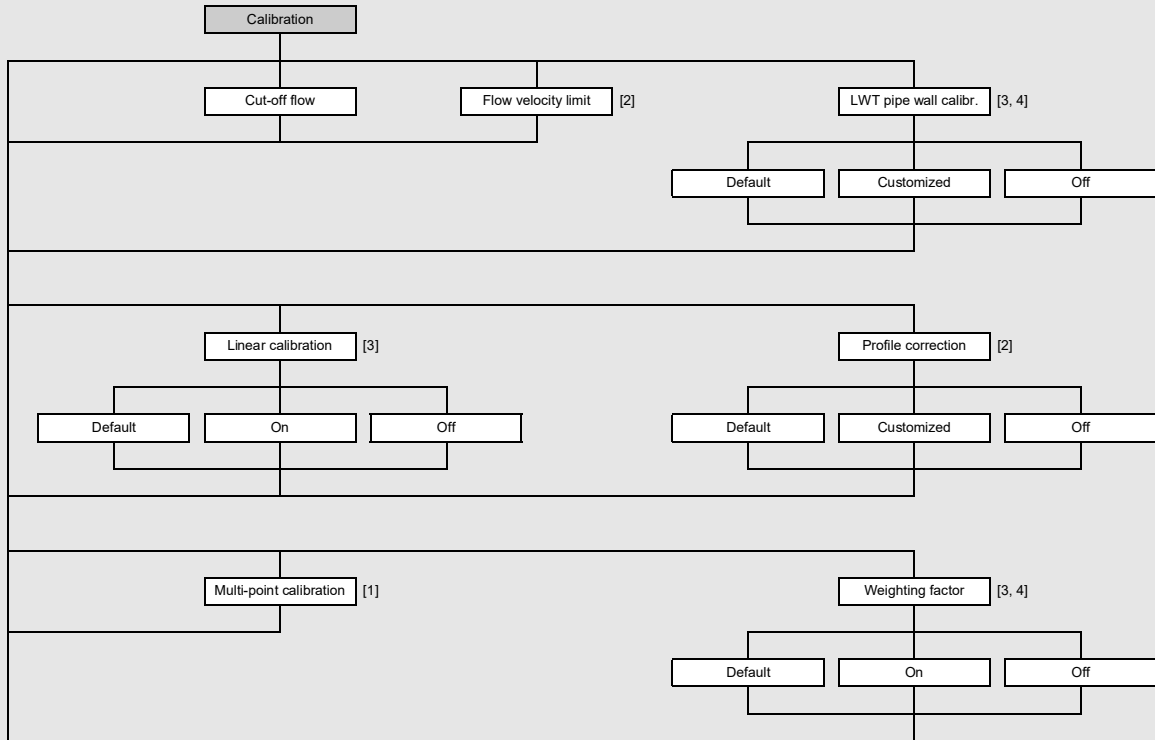 Calibration
Cut-off flow
Flow velocity limit [2]
LWT pipe wall calibr. [3, 4]
Default
Customized
Off
Linear calibration [3]
Profile correction [2]
Default
On
Off
Default
Customized
Off
Multi-point calibration [1]
Weighting factor [3, 4]
Default
On
Off